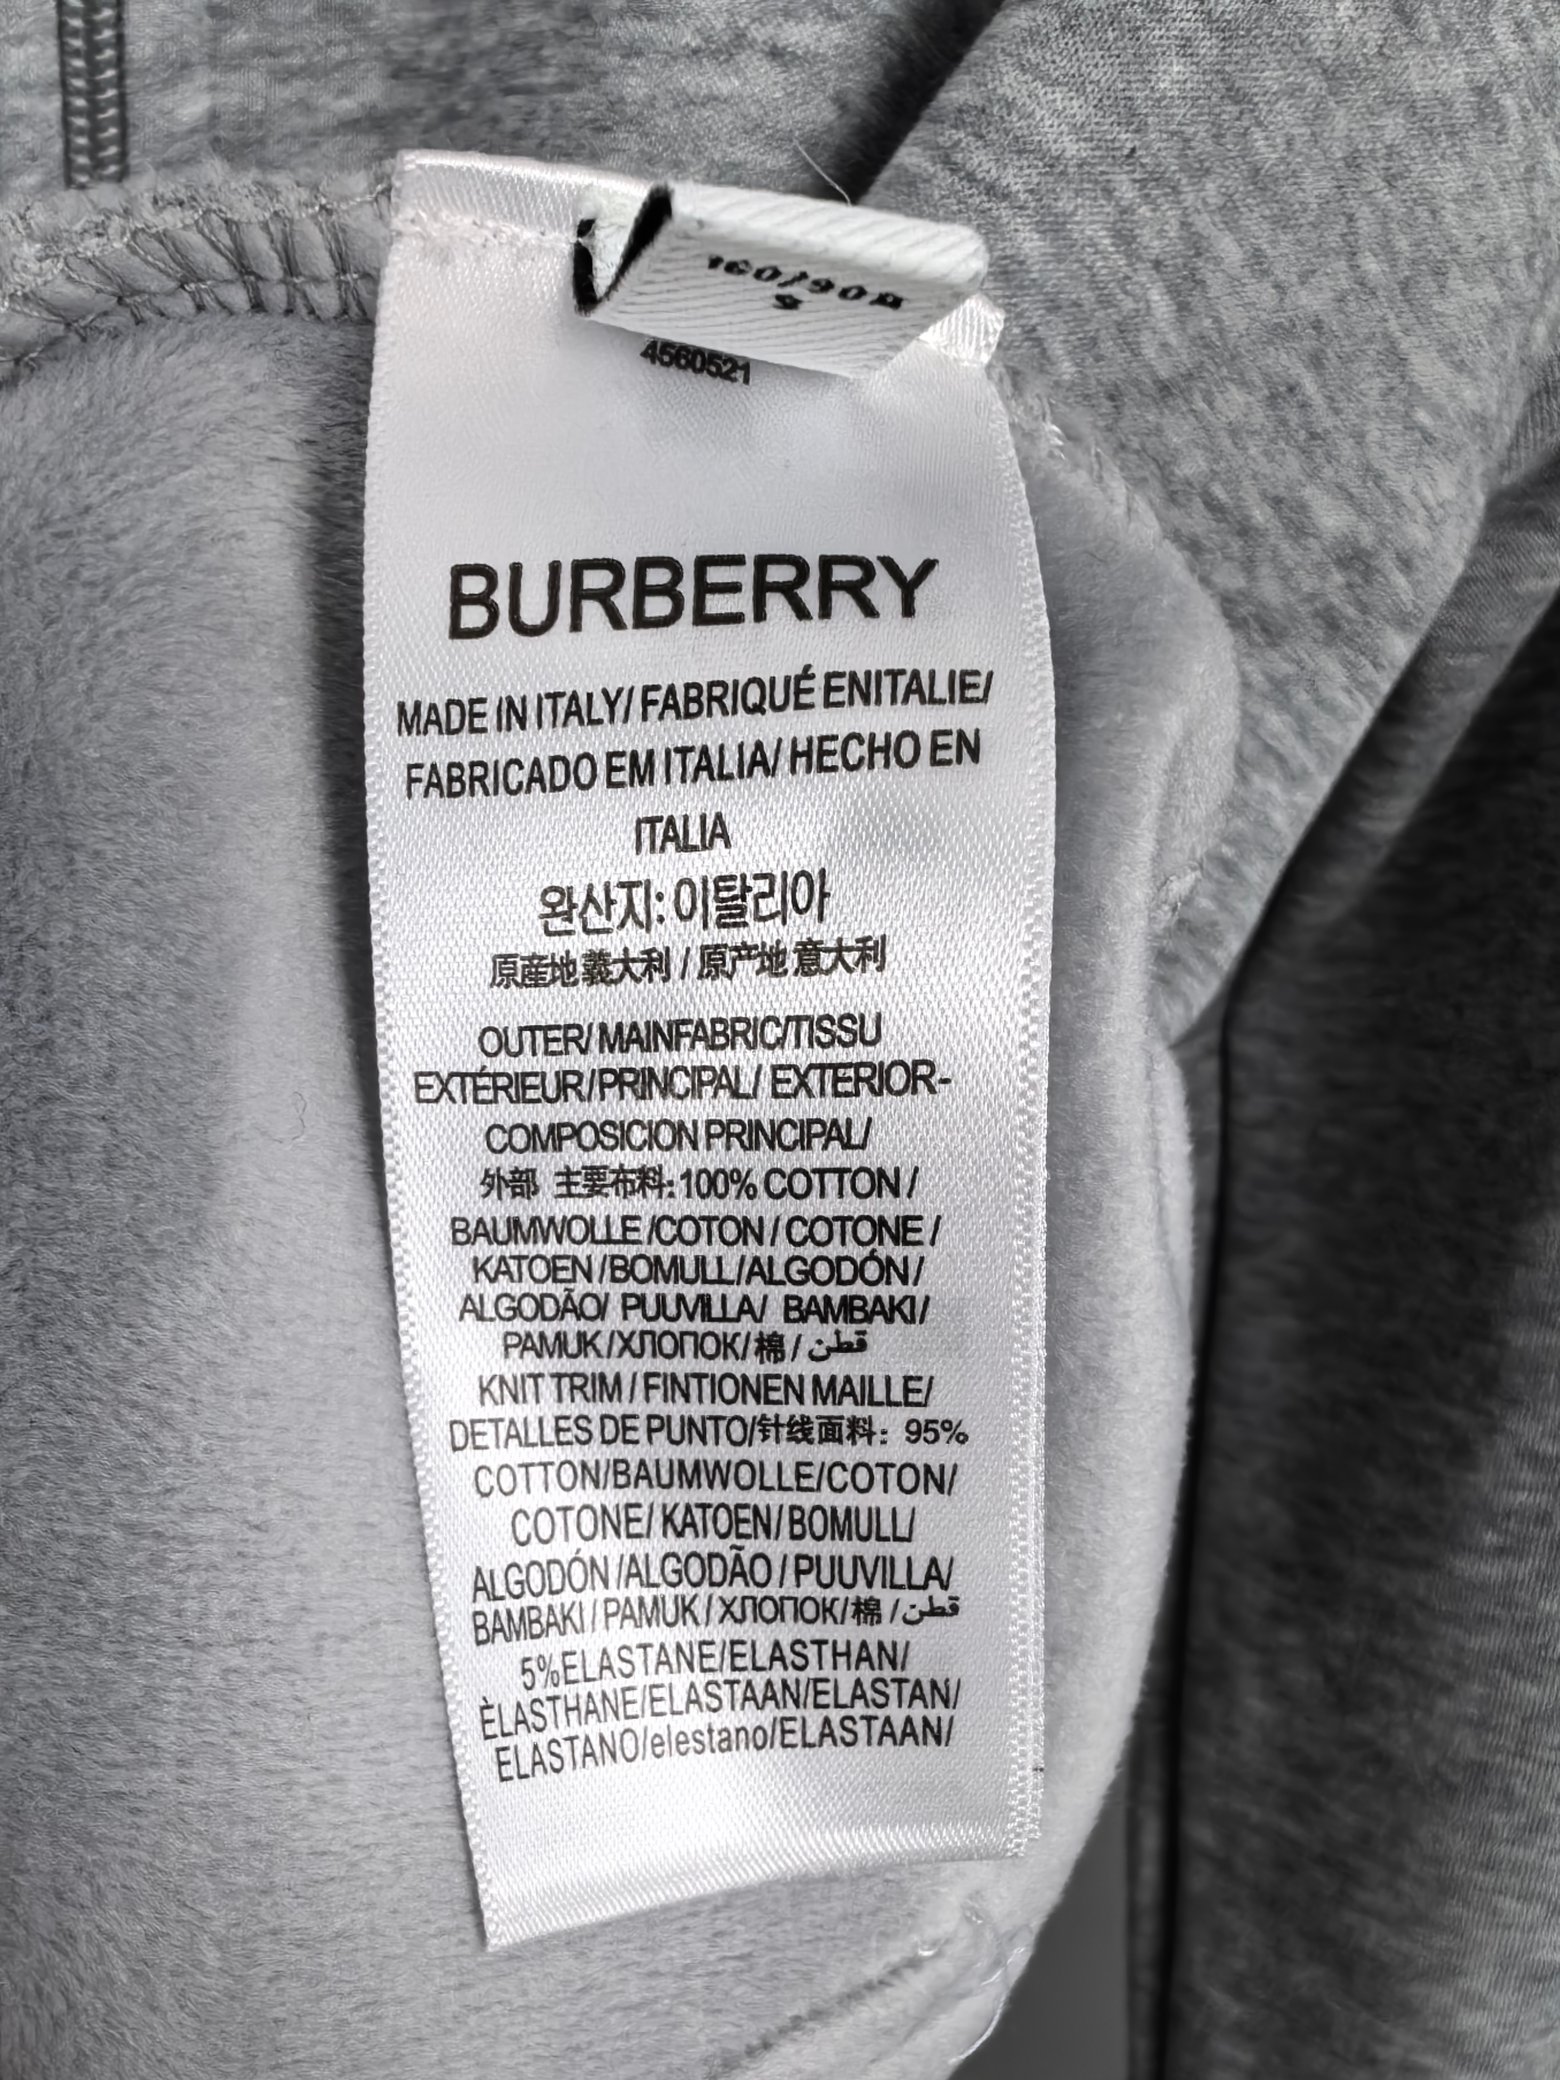 160/90A
S
4560521
BURBERRY
MADE IN ITALY/ FABRIQUÉ ENITALIE/
FABRICADO EM ITALIA/ HECHO EN
ITALIA
완산지: 이탈리아
原産地 義大利 / 原产地 意大利
OUTER/ MAINFABRIC/TISSU
EXTÉRIEUR/PRINCIPAL/ EXTERIOR-
COMPOSICION PRINCIPAL/
外部 主要布料: 100% COTTON /
BAUMWOLLE /COTON / COTONE /
KATOEN /BOMULL/ALGODÓN /
ALGODÃO/ PUUVILLA/ BAMBAKI /
PAMUK /ХЛОПОК/ 棉 / قطن
KNIT TRIM / FINTIONEN MAILLE/
DETALLES DE PUNTO/针线面料: 95%
COTTON/BAUMWOLLE/COTON/
COTONE/ KATOEN/ BOMULL/
ALGODÓN /ALGODÃO / PUUVILLA/
BAMBAKI / PAMUK / ХЛОПОК/ 棉 / قطن
5%ELASTANE/ELASTHAN/
ÈLASTHANE/ELASTAAN/ELASTAN/
ELASTANO/elestano/ELASTAAN/